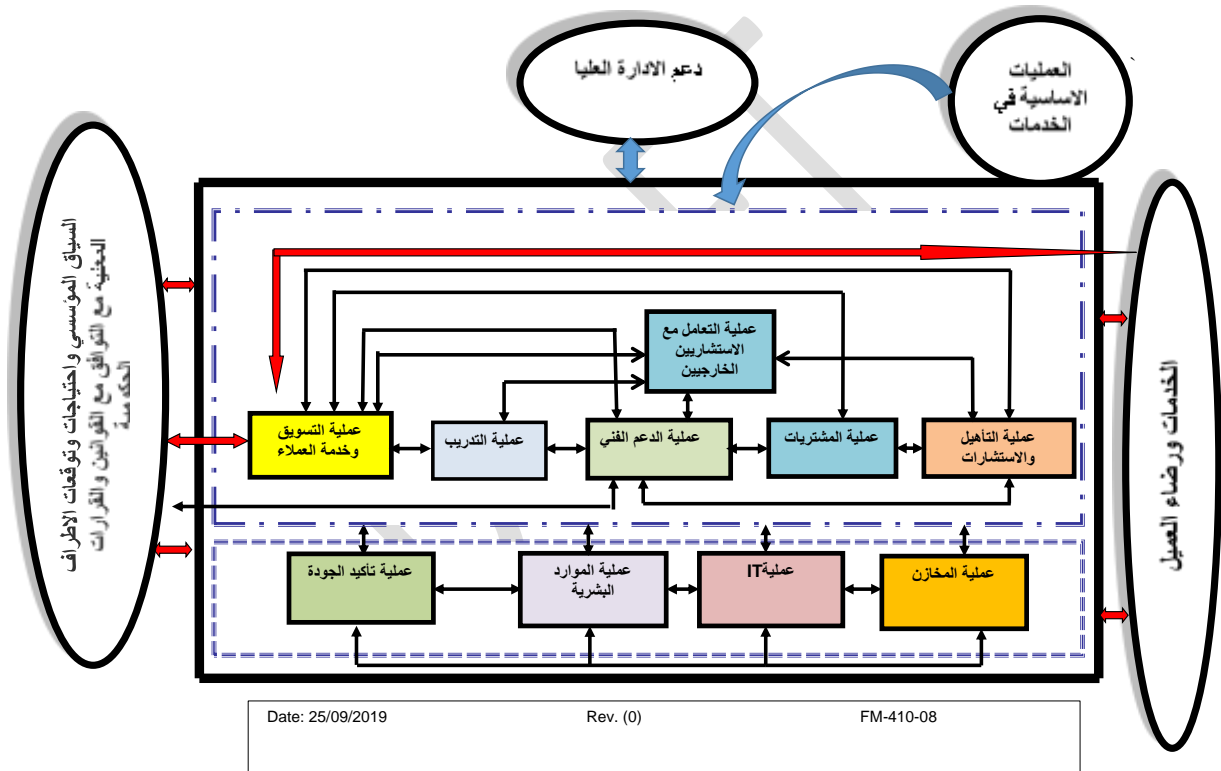 دعم الادارة العليا
العمليات
الاساسية في
الخدمات
السياق المؤسسي واحتياجات وتوقعات الاطراف
المعنية مع التوافق مع القوانين والقرارات
الحكومية
الخدمات ورضاء العميل
عملية التعامل مع
الاستشاريين
الخارجيين
عملية التأهيل
والاستشارات
عملية المشتريات
عملية الدعم الفني
عملية التدريب
عملية التسويق
وخدمة العملاء
عملية المخازن
عمليةIT
عملية الموارد
البشرية
عملية تأكيد الجودة
Date: 25/09/2019 Rev. (0) FM-410-08